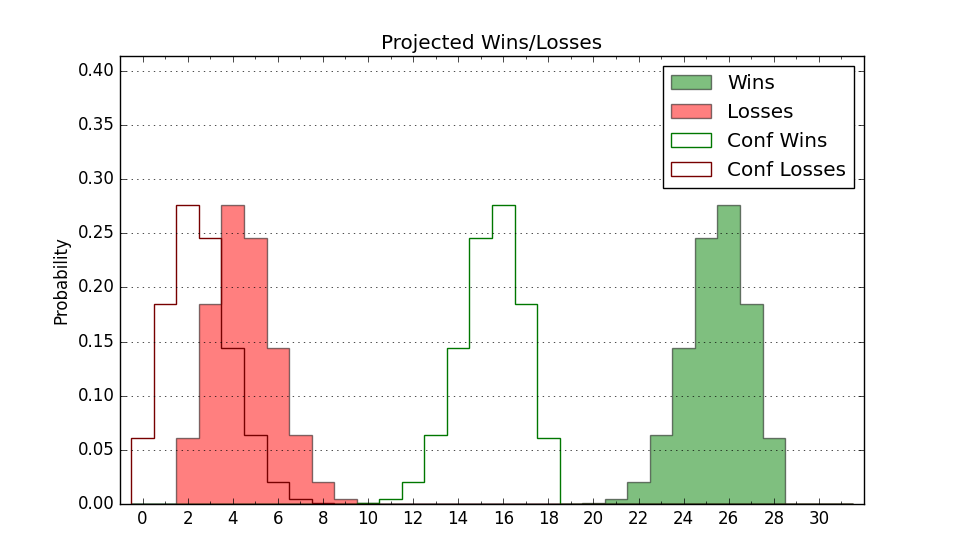 Projected Wins/Losses
0.40
0.35
0.30
0.25
0.20
0.15
0.10
0.05
0.00
Probability
Wins
Losses
Conf Wins
Conf Losses
0 2 4 6 8 10 12 14 16 18 20 22 24 26 28 30